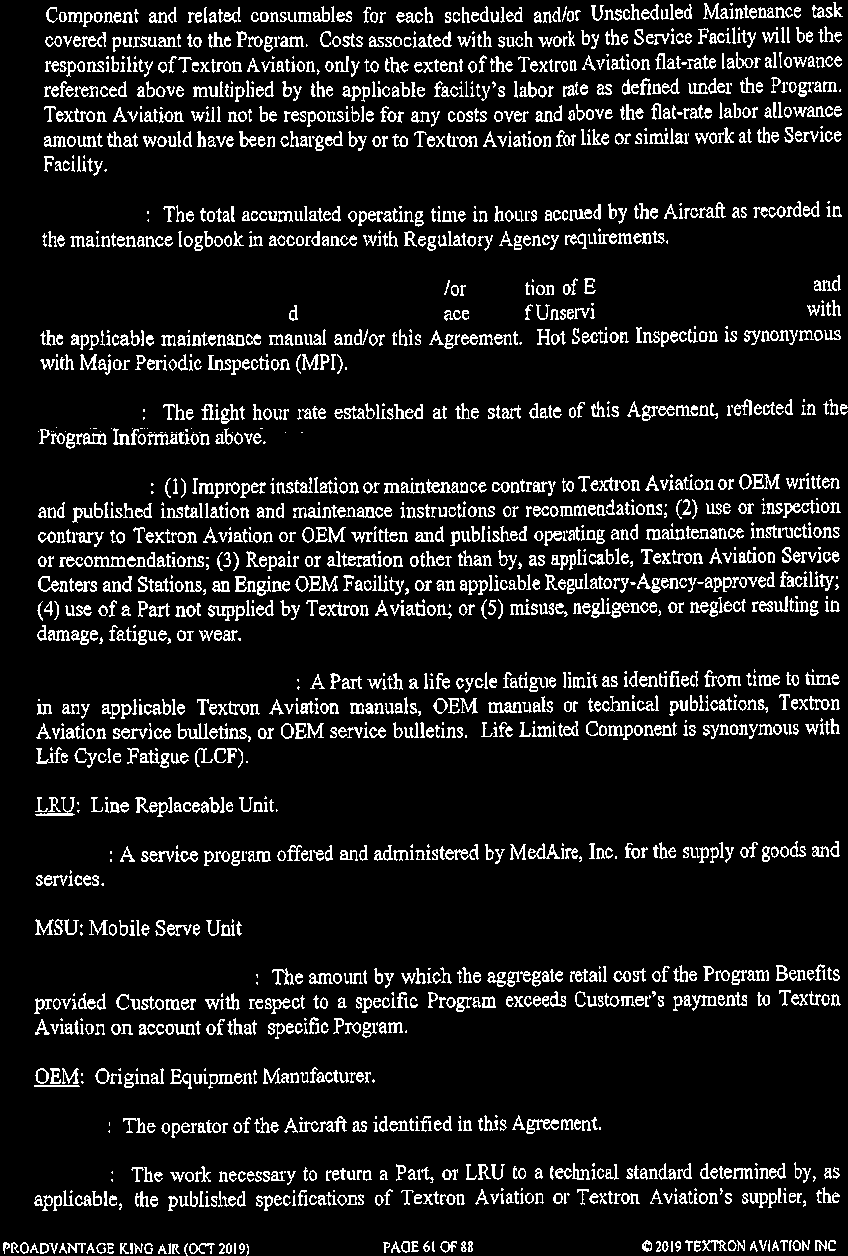 Component and related consumables for each scheduled and/or Unscheduled Maintenance task
covered pursuant to the Program. Costs associated with such work by the Service Facility will be the
responsibility of Textron Aviation, only to the extent of the Textron Aviation flat-rate labor allowance
referenced above multiplied by the applicable facility's labor rate as defined under the Program.
Textron Aviation will not be responsible for any costs over and above the flat-rate labor allowance
amount that would have been charged by or to Textron Aviation for like or similar work at the Service
Facility.
: The total accumulated operating time in hours accrued by the Aircraft as recorded in
the maintenance logbook in accordance with Regulatory Agency requirements.
/or tion of E and
d ace f Unservi with
the applicable maintenance manual and/or this Agreement. Hot Section Inspection is synonymous
with Major Periodic Inspection (MPI).
: The flight hour rate established at the start date of this Agreement, reflected in the
Program Information above.
: (1) Improper installation or maintenance contrary to Textron Aviation or OEM written
and published installation and maintenance instructions or recommendations; (2) use or inspection
contrary to Textron Aviation or OEM written and published operating and maintenance instructions
or recommendations; (3) Repair or alteration other than by, as applicable, Textron Aviation Service
Centers and Stations, an Engine OEM Facility, or an applicable Regulatory-Agency-approved facility;
(4) use of a Part not supplied by Textron Aviation; or (5) misuse, negligence, or neglect resulting in
damage, fatigue, or wear.
: A Part with a life cycle fatigue limit as identified from time to time
in any applicable Textron Aviation manuals, OEM manuals or technical publications, Textron
Aviation service bulletins, or OEM service bulletins. Life Limited Component is synonymous with
Life Cycle Fatigue (LCF).
LRU: Line Replaceable Unit.
: A service program offered and administered by MedAire, Inc. for the supply of goods and
services.
MSU: Mobile Serve Unit
: The amount by which the aggregate retail cost of the Program Benefits
provided Customer with respect to a specific Program exceeds Customer's payments to Textron
Aviation on account of that specific Program.
OEM: Original Equipment Manufacturer.
: The operator of the Aircraft as identified in this Agreement.
: The work necessary to return a Part, or LRU to a technical standard determined by, as
applicable, the published specifications of Textron Aviation or Textron Aviation's supplier, the
PROADVANTAGE KING AIR (OCT 2019) PAGE 61 OF 88 © 2019 TEXTRON AVIATION INC